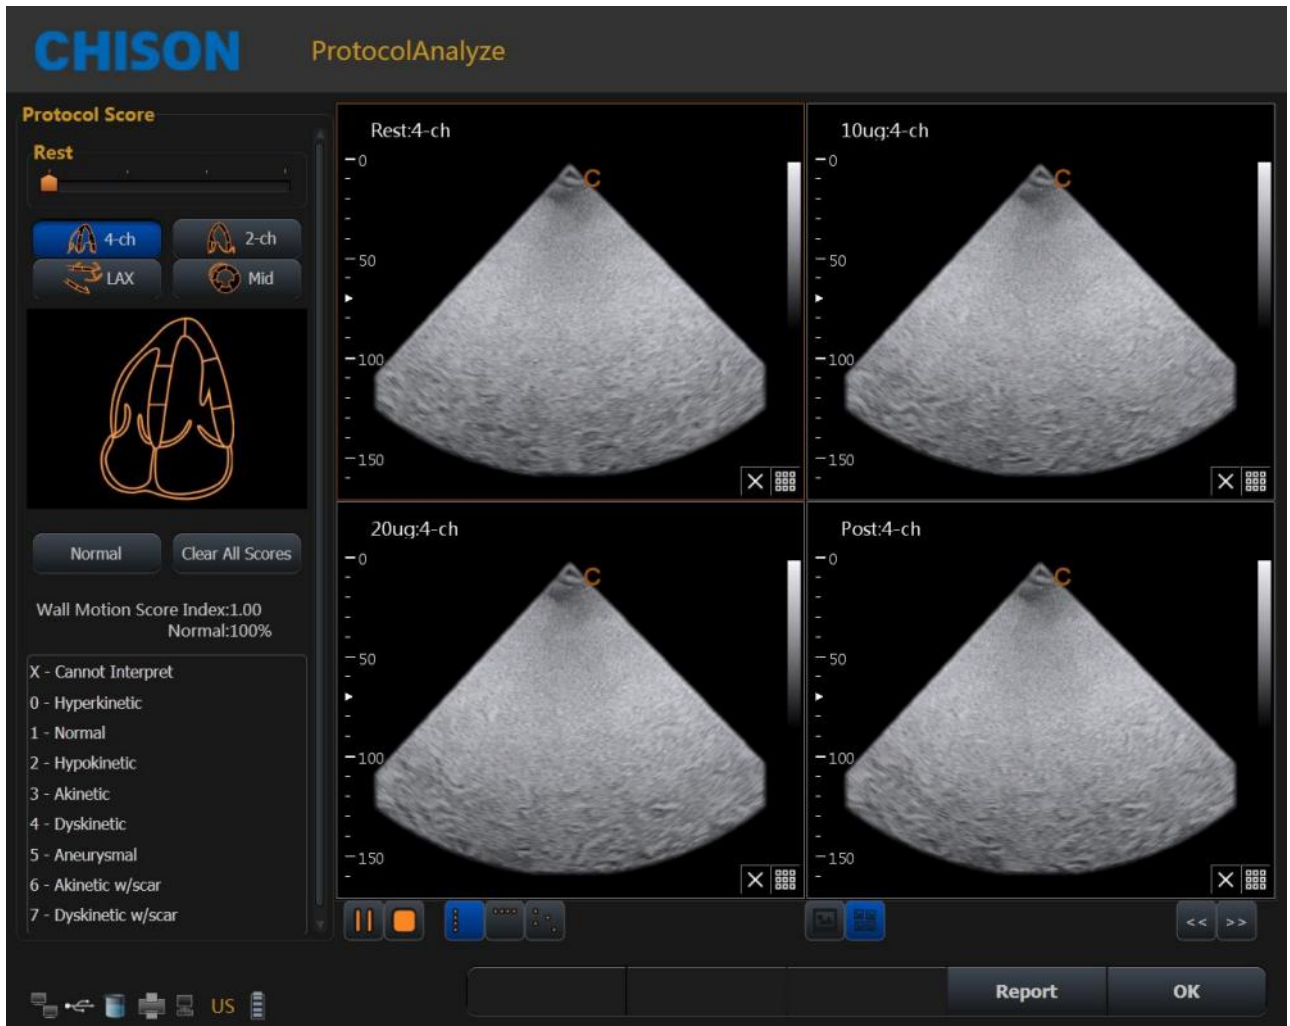 CHISON
ProtocolAnalyze
Protocol Score
Rest
4-ch
2-ch
LAX
Mid
Normal
Clear All Scores
Wall Motion Score Index:1.00
Normal:100%
X - Cannot Interpret
0 - Hyperkinetic
1 - Normal
2 - Hypokinetic
3 - Akinetic
4 - Dyskinetic
5 - Aneurysmal
6 - Akinetic w/scar
7 - Dyskinetic w/scar
Rest:4-ch
C
0
50
100
150
10ug:4-ch
C
0
50
100
150
20ug:4-ch
C
0
50
100
150
Post:4-ch
C
0
50
100
150
<< >>
US
Report
OK